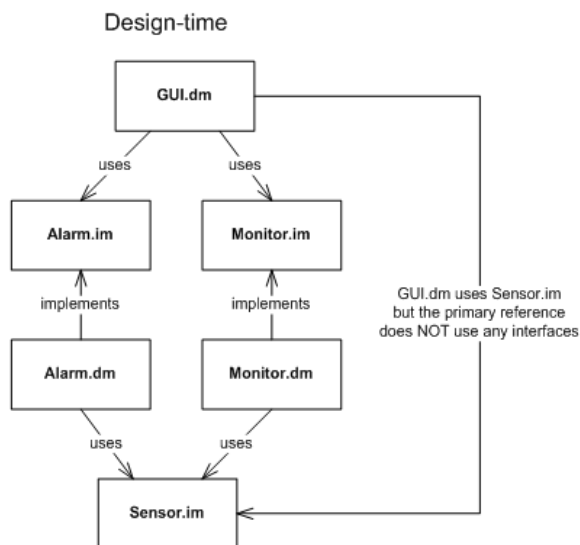 Design-time
GUI.dm
uses
uses
Alarm.im
Monitor.im
implements
implements
GUI.dm uses Sensor.im
but the primary reference
does NOT use any interfaces
Alarm.dm
Monitor.dm
uses
uses
Sensor.im